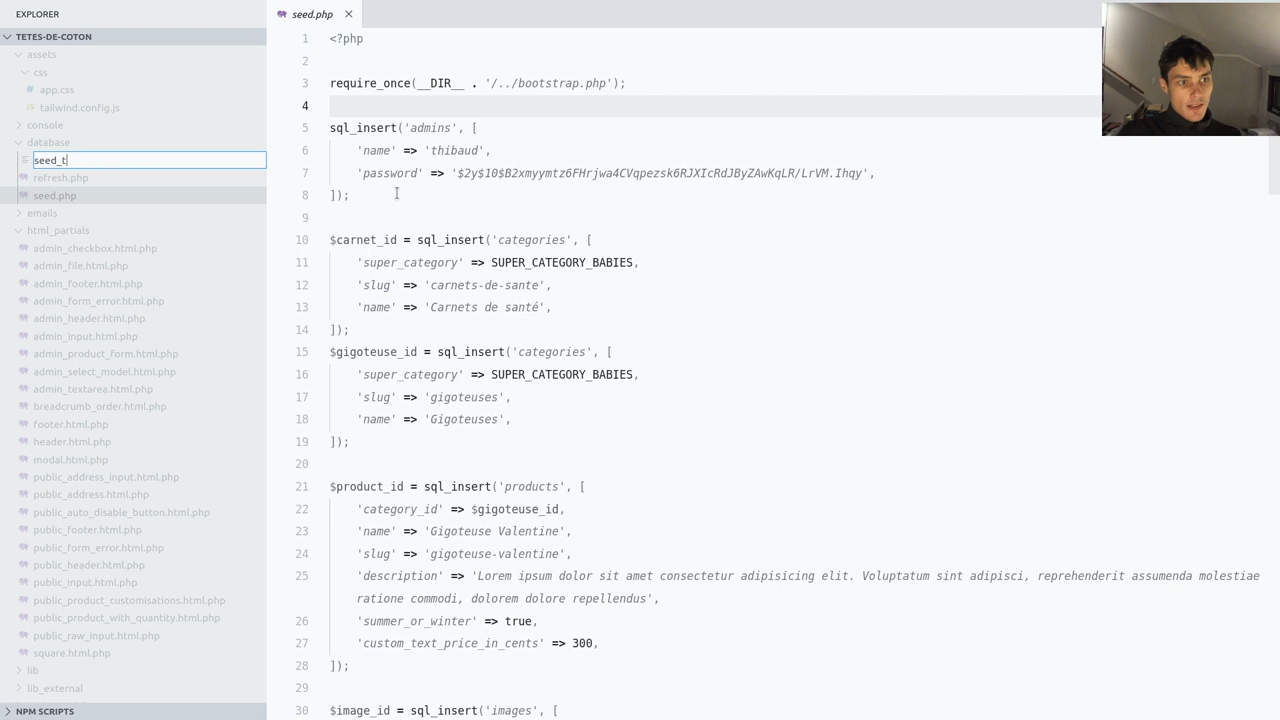 EXPLORER
TETES-DE-COTON
assets
css
app.css
JS tailwind.config.js
console
database
seed_t
refresh.php
seed.php
emails
html_partials
admin_checkbox.html.php
admin_file.html.php
admin_footer.html.php
admin_form_error.html.php
admin_header.html.php
admin_input.html.php
admin_product_form.html.php
admin_select_model.html.php
admin_textarea.html.php
breadcrumb_order.html.php
footer.html.php
header.html.php
modal.html.php
public_address_input.html.php
public_address.html.php
public_auto_disable_button.html.php
public_footer.html.php
public_form_error.html.php
public_header.html.php
public_input.html.php
public_product_customisations.html.php
public_product_with_quantity.html.php
public_raw_input.html.php
square.html.php
lib
lib_external
NPM SCRIPTS
seed.php
1 <?php
2
3 require_once(__DIR__ . '/../bootstrap.php');
4
5 sql_insert('admins', [
6 'name' => 'thibaud',
7 'password' => '$2y$10$B2xmyymtz6FHrjwa4CVqpezsk6RJXIcRdJByZAwKqLR/LrVM.Ihqy',
8 ]);
9
10 $carnet_id = sql_insert('categories', [
11 'super_category' => SUPER_CATEGORY_BABIES,
12 'slug' => 'carnets-de-sante',
13 'name' => 'Carnets de santé',
14 ]);
15 $gigoteuse_id = sql_insert('categories', [
16 'super_category' => SUPER_CATEGORY_BABIES,
17 'slug' => 'gigoteuses',
18 'name' => 'Gigoteuses',
19 ]);
20
21 $product_id = sql_insert('products', [
22 'category_id' => $gigoteuse_id,
23 'name' => 'Gigoteuse Valentine',
24 'slug' => 'gigoteuse-valentine',
25 'description' => 'Lorem ipsum dolor sit amet consectetur adipisicing elit. Voluptatum sint adipisci, reprehenderit assumenda molestiae
ratione commodi, dolorem dolore repellendus',
26 'summer_or_winter' => true,
27 'custom_text_price_in_cents' => 300,
28 ]);
29
30 $image_id = sql_insert('images', [